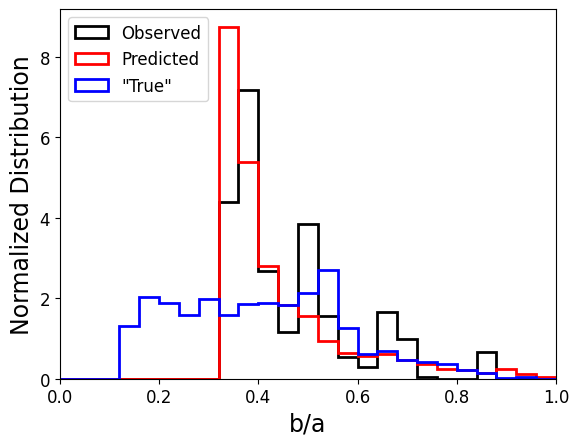 Observed
Predicted
"True"
Normalized Distribution
8
6
4
2
0
0.0 0.2 0.4 0.6 0.8 1.0
b/a